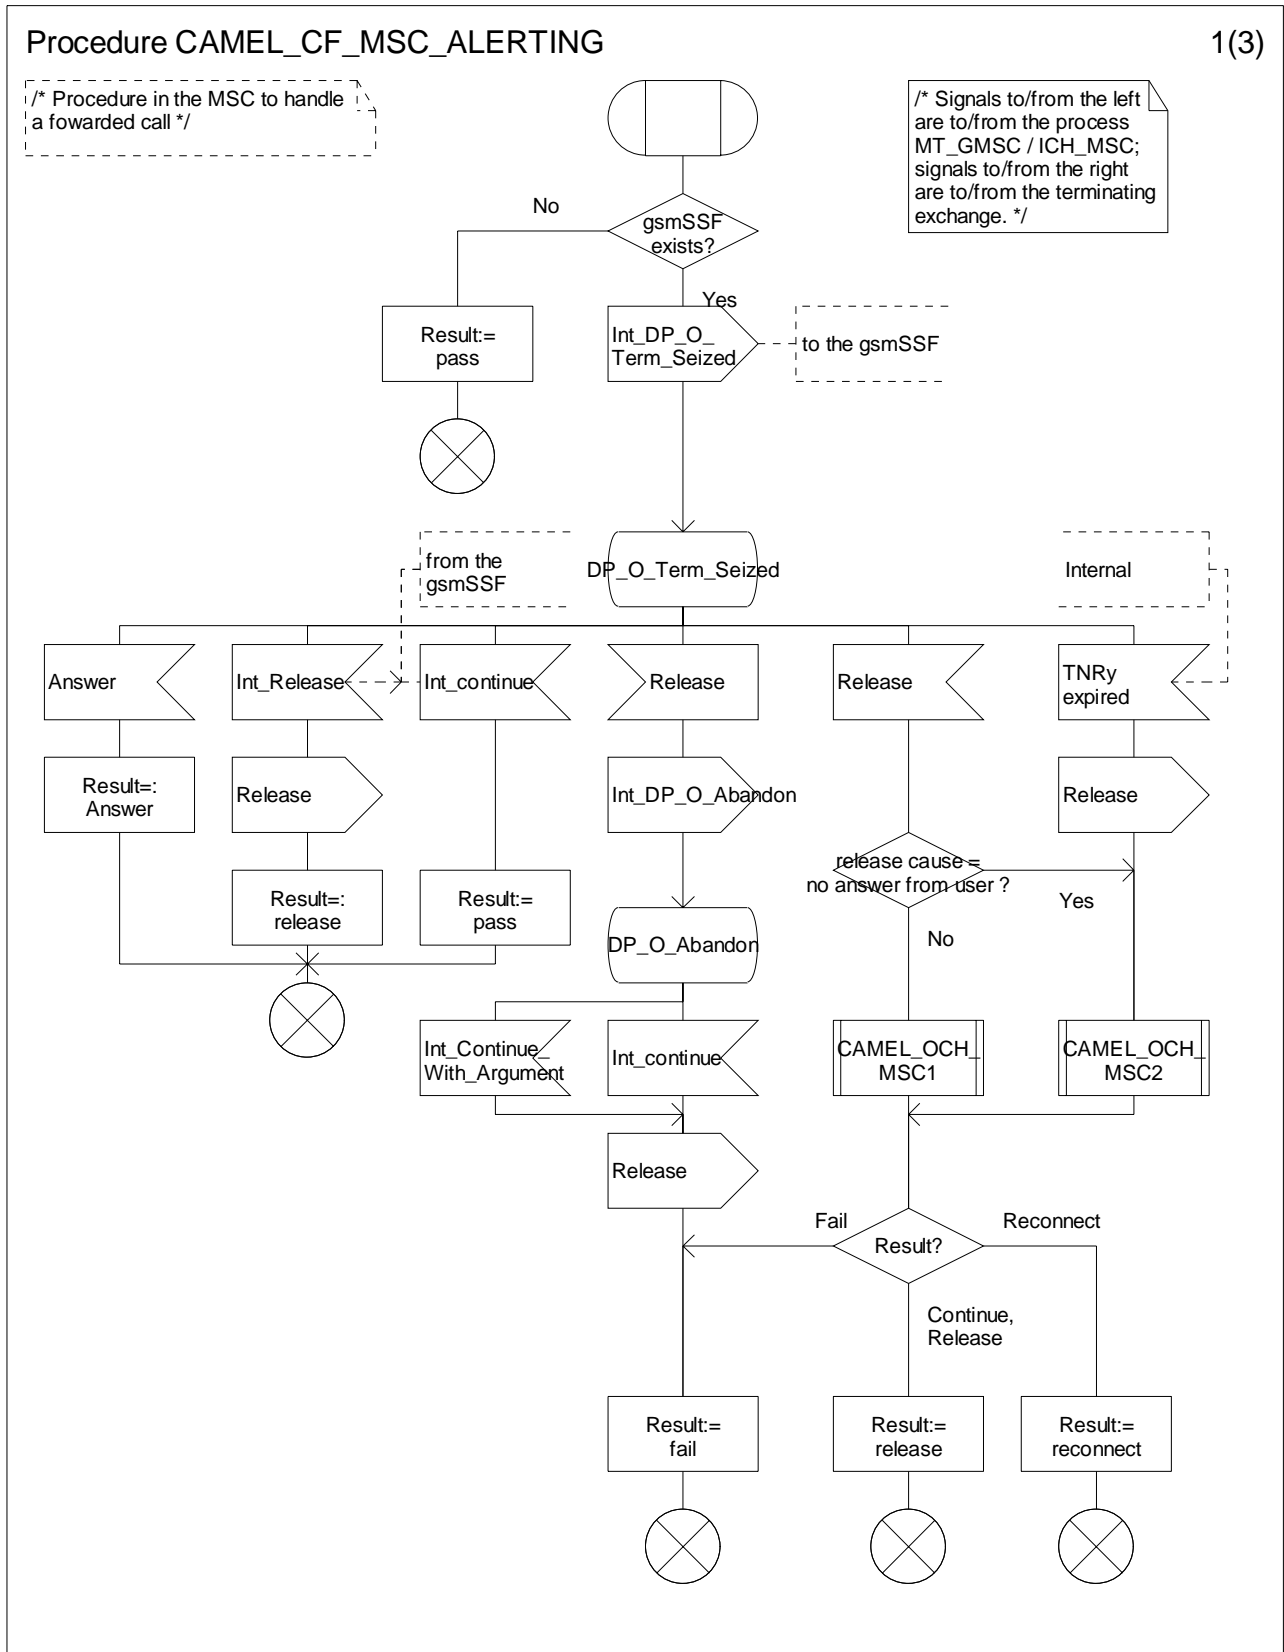 Procedure CAMEL_CF_MSC_ALERTING
1(3)
/* Procedure in the MSC to handle
a fowarded call */
/* Signals to/from the left
are to/from the process
MT_GMSC / ICH_MSC;
signals to/from the right
are to/from the terminating
exchange. */
No
gsmSSF
exists?
Yes
Result:=
pass
Int_DP_O_
Term_Seized
to the gsmSSF
from the
gsmSSF
DP_O_Term_Seized
Internal
Answer
Int_Release
Int_continue
Release
Release
TNRy
expired
Result=:
Answer
Release
Int_DP_O_Abandon
Release
release cause =
no answer from user ?
Yes
No
Result=:
release
Result:=
pass
DP_O_Abandon
Int_Continue_
With_Argument
Int_continue
CAMEL_OCH_
MSC1
CAMEL_OCH_
MSC2
Release
Fail
Result?
Reconnect
Continue,
Release
Result:=
fail
Result:=
release
Result:=
reconnect